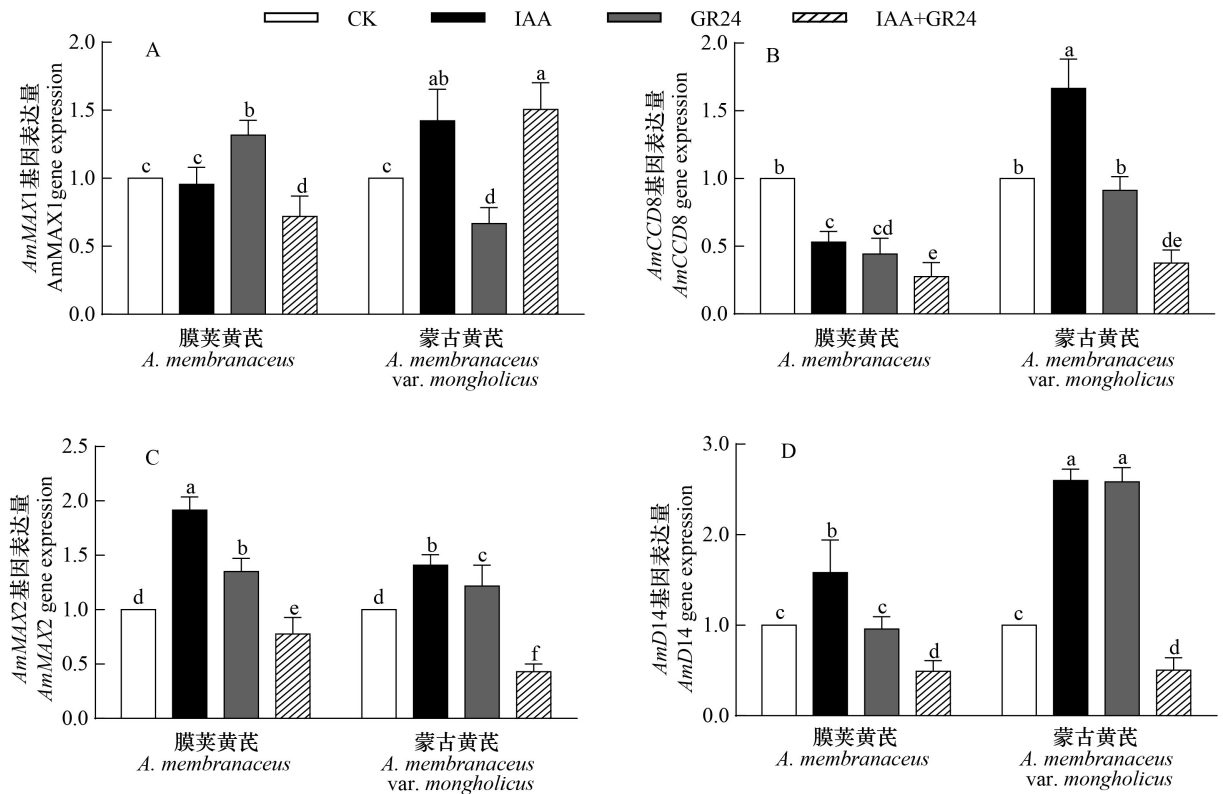 CK IAA GR24 IAA+GR24
A
AmMAX1基因表达量
AmMAX1gene expression
2.0
1.5
1.0
0.5
0.0
c c b d c ab d a
膜荚黄芪 蒙古黄芪
A. membranaceus A. membranaceus
var. mongholicus
B
AmCCD8基因表达量
AmCCD8 gene expression
2.0
1.5
1.0
0.5
0.0
b c cd e b a b de
膜荚黄芪 蒙古黄芪
A. membranaceus A. membranaceus
var. mongholicus
C
AmMAX2基因表达量
AmMAX2 gene expression
2.5
2.0
1.5
1.0
0.5
0.0
d a b e d b c f
膜荚黄芪 蒙古黄芪
A. membranaceus A. membranaceus
var. mongholicus
D
AmD14基因表达量
AmD14 gene expression
3.0
2.0
1.0
0.0
c b c d c a a d
膜荚黄芪 蒙古黄芪
A. membranaceus A. membranaceus
var. mongholicus